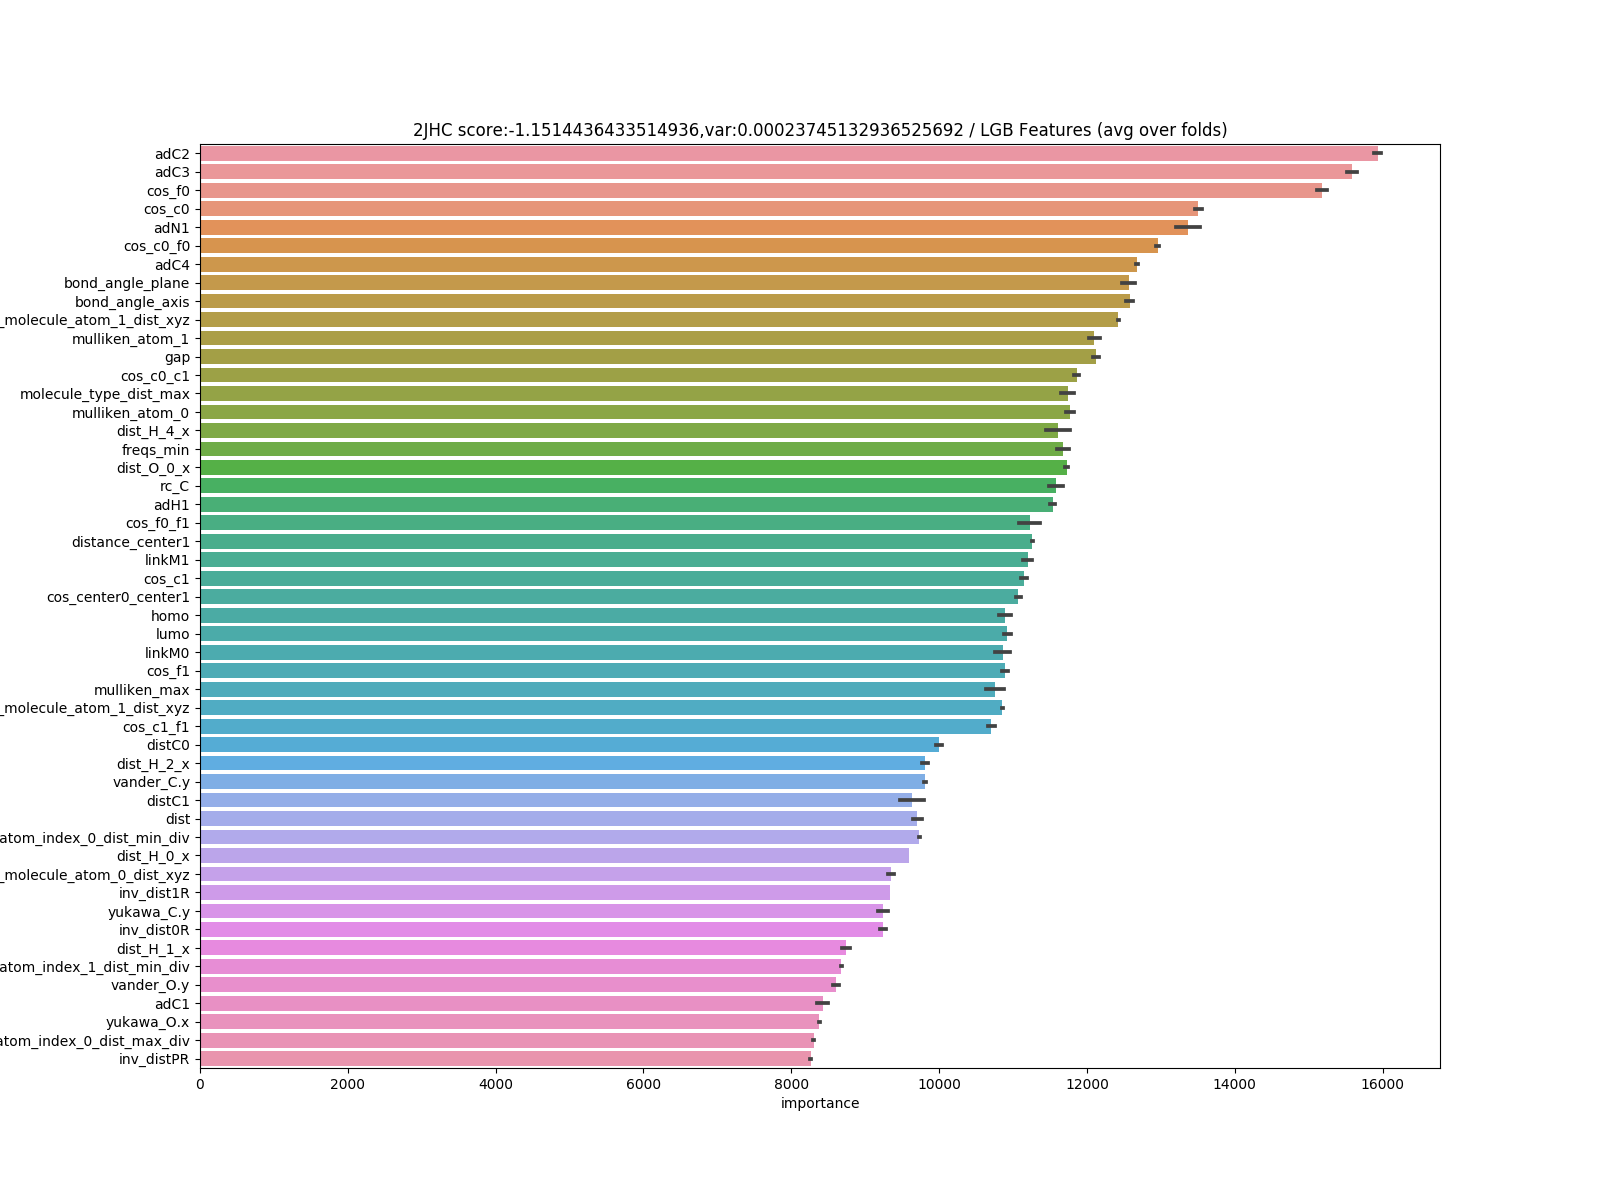 2JHC score:-1.1514436433514936,var:0.00023745132936525692 / LGB Features (avg over folds)
adC2
adC3
cos_f0
cos_c0
adN1
cos_c0_f0
adC4
bond_angle_plane
bond_angle_axis
_molecule_atom_1_dist_xyz
mulliken_atom_1
gap
cos_c0_c1
molecule_type_dist_max
mulliken_atom_0
dist_H_4_x
freqs_min
dist_O_0_x
rc_C
adH1
cos_f0_f1
distance_center1
linkM1
cos_c1
cos_center0_center1
homo
lumo
linkM0
cos_f1
mulliken_max
_molecule_atom_1_dist_xyz
cos_c1_f1
distC0
dist_H_2_x
vander_C.y
distC1
dist
atom_index_0_dist_min_div
dist_H_0_x
_molecule_atom_0_dist_xyz
inv_dist1R
yukawa_C.y
inv_dist0R
dist_H_1_x
atom_index_1_dist_min_div
vander_O.y
adC1
yukawa_O.x
atom_index_0_dist_max_div
inv_distPR
0 2000 4000 6000 8000 10000 12000 14000 16000
importance